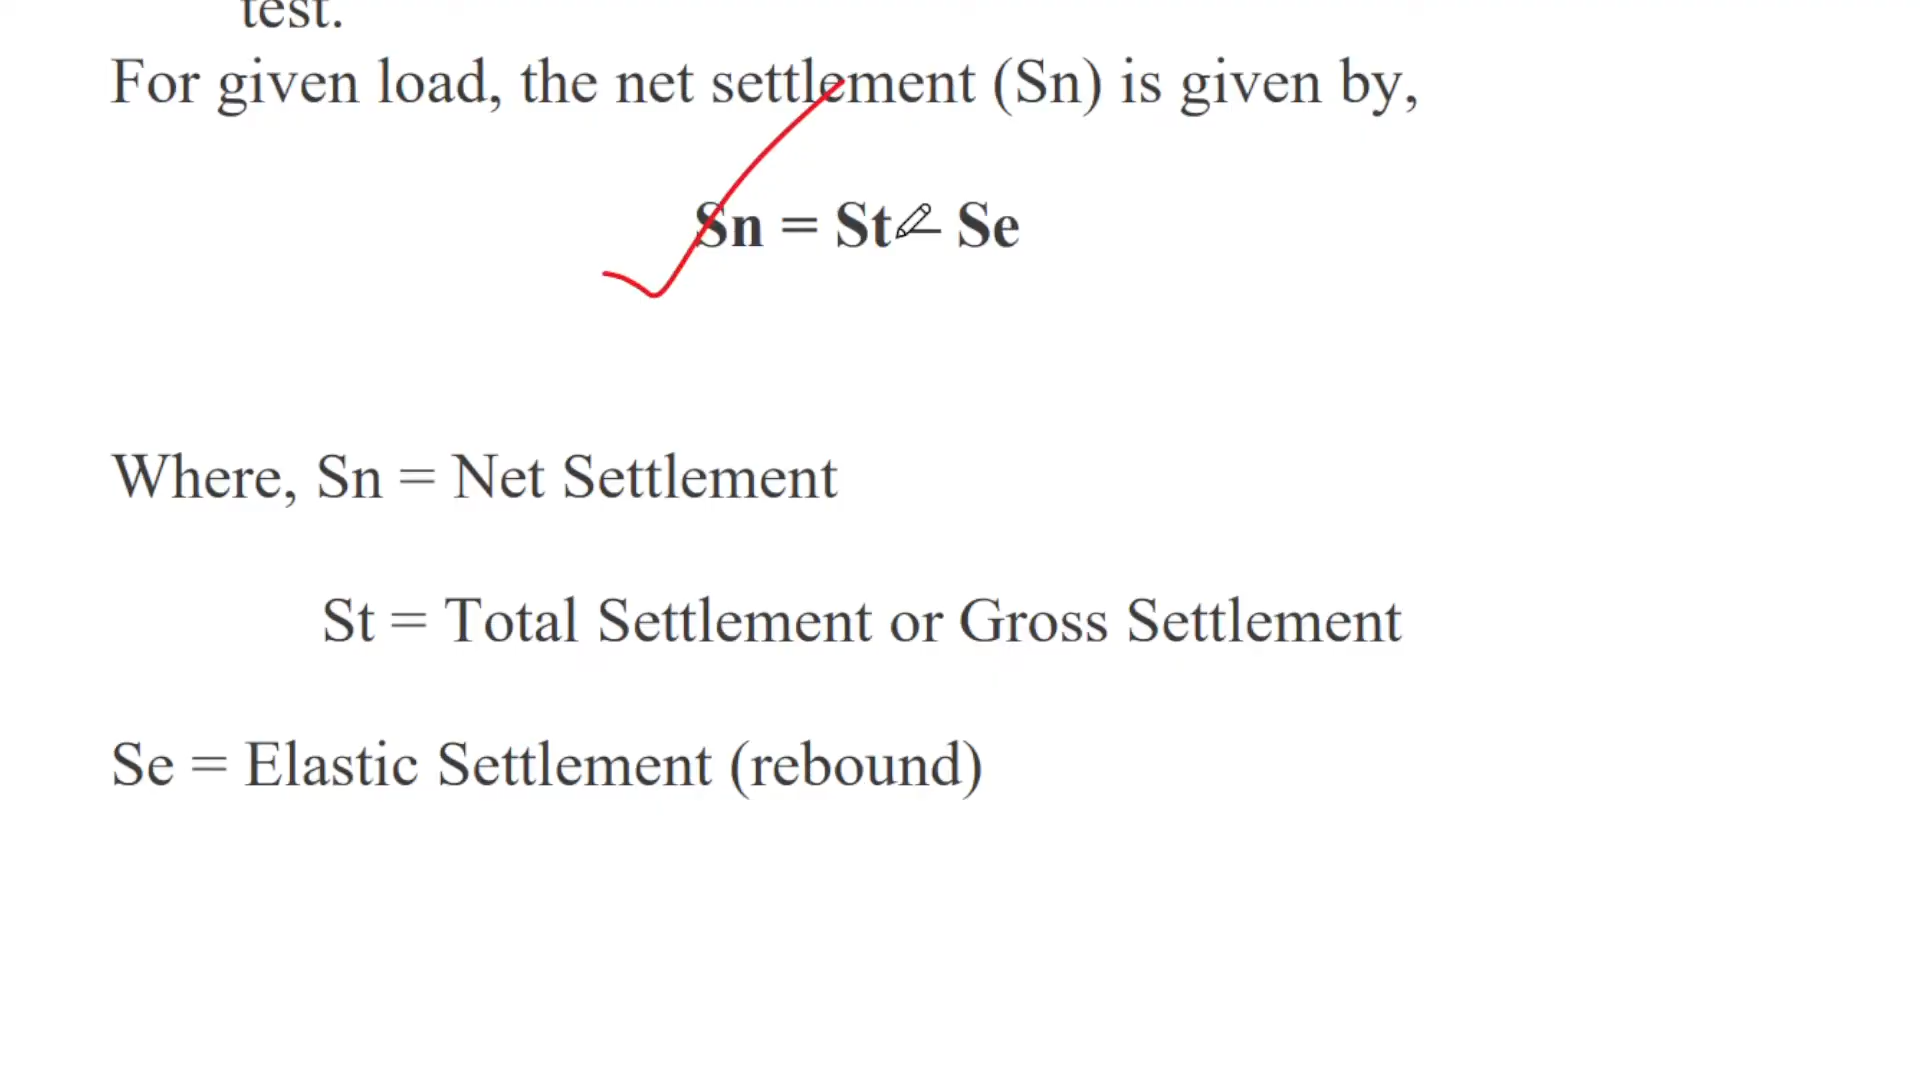 test.
For given load, the net settlement (Sn) is given by,
Sn = St - Se
Where, Sn = Net Settlement
St = Total Settlement or Gross Settlement
Se = Elastic Settlement (rebound)